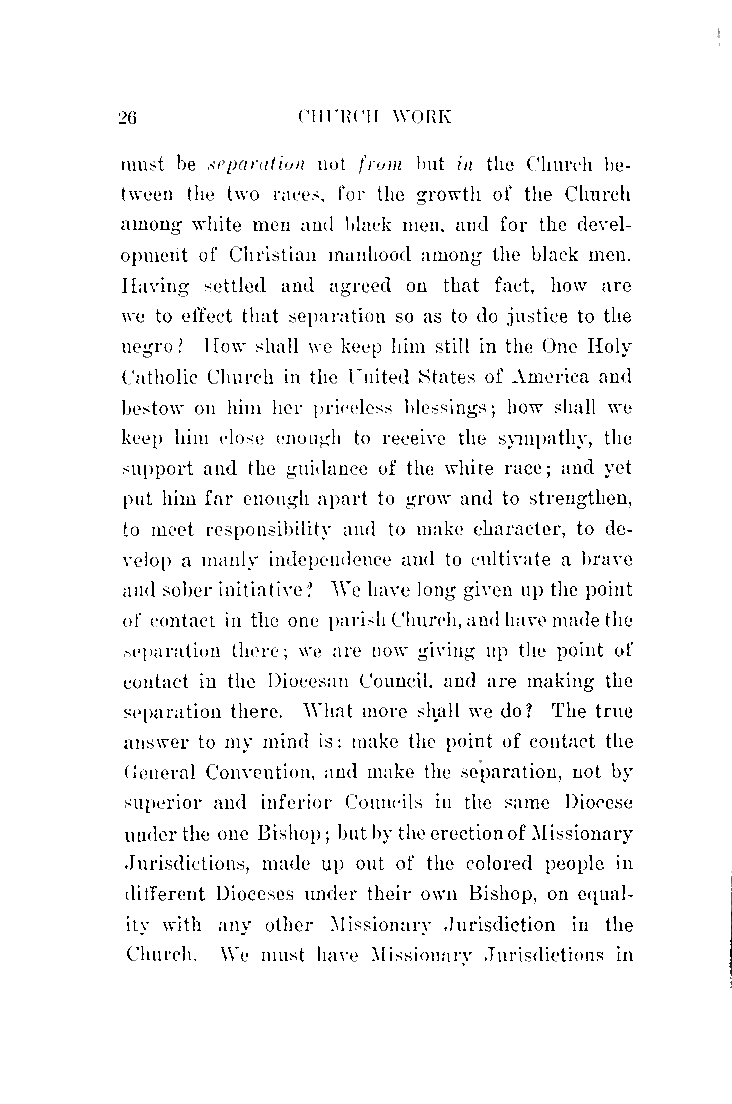 26 CHURCH WORK
must be separation not from but in the Church be-
tween the two races, for the growth of the Church
among white men and black men, and for the devel-
opment of Christian manhood among the black men.
Having settled and agreed on that fact, how are
we to effect that separation so as to do justice to the
negro? How shall we keep him still in the One Holy
Catholic Church in the United States of America and
bestow on him her priceless blessings; how shall we
keep him close enough to receive the sympathy, the
support and the guidance of the white race; and yet
put him far enough apart to grow and to strengthen,
to meet responsibility and to make character, to de-
velop a manly independence and to cultivate a brave
and sober initiative? We have long given up the point
of contact in the one parish Church, and have made the
separation there; we are now giving up the point of
contact in the Diocesan Council, and are making the
separation there. What more shall we do? The true
answer to my mind is: make the point of contact the
General Convention, and make the separation, not by
superior and inferior Councils in the same Diocese
under the one Bishop; but by the erection of Missionary
Jurisdictions, made up out of the colored people in
different Dioceses under their own Bishop, on equal-
ity with any other Missionary Jurisdiction in the
Church. We must have Missionary Jurisdictions in